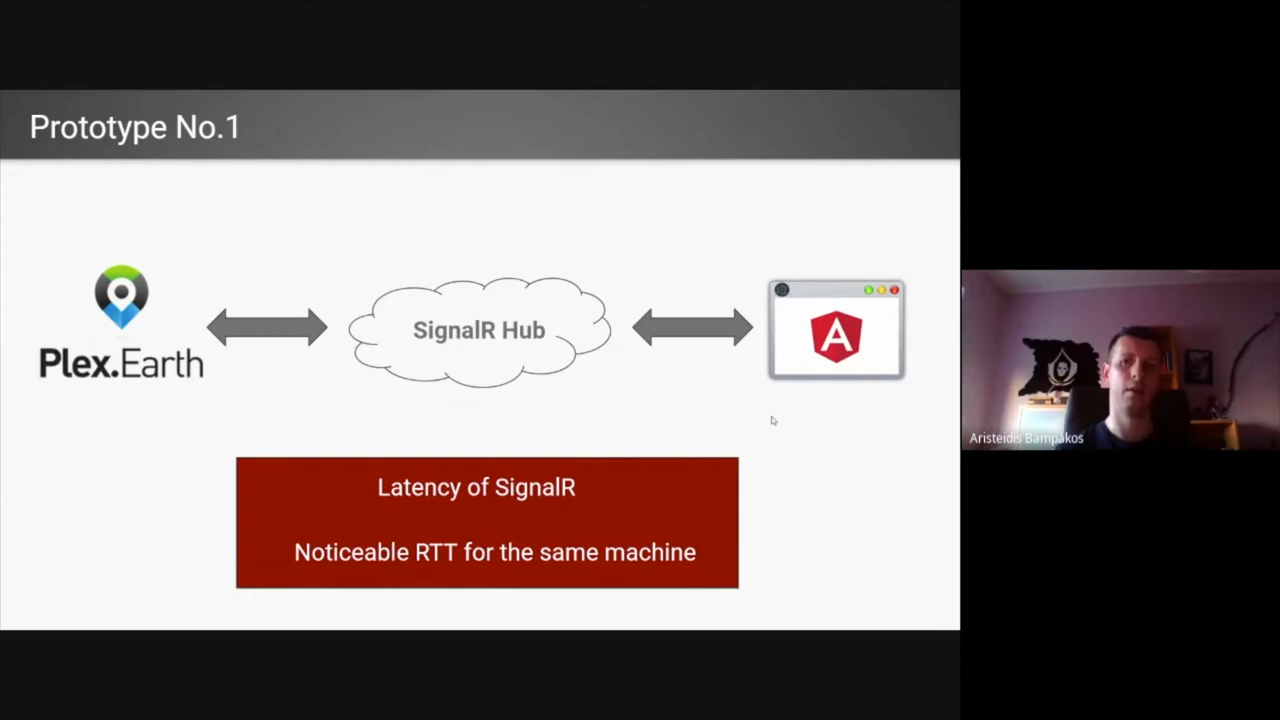 Prototype No.1
Plex.Earth
SignalR Hub
A
Latency of SignalR
Noticeable RTT for the same machine
Aristeidis Bampakos